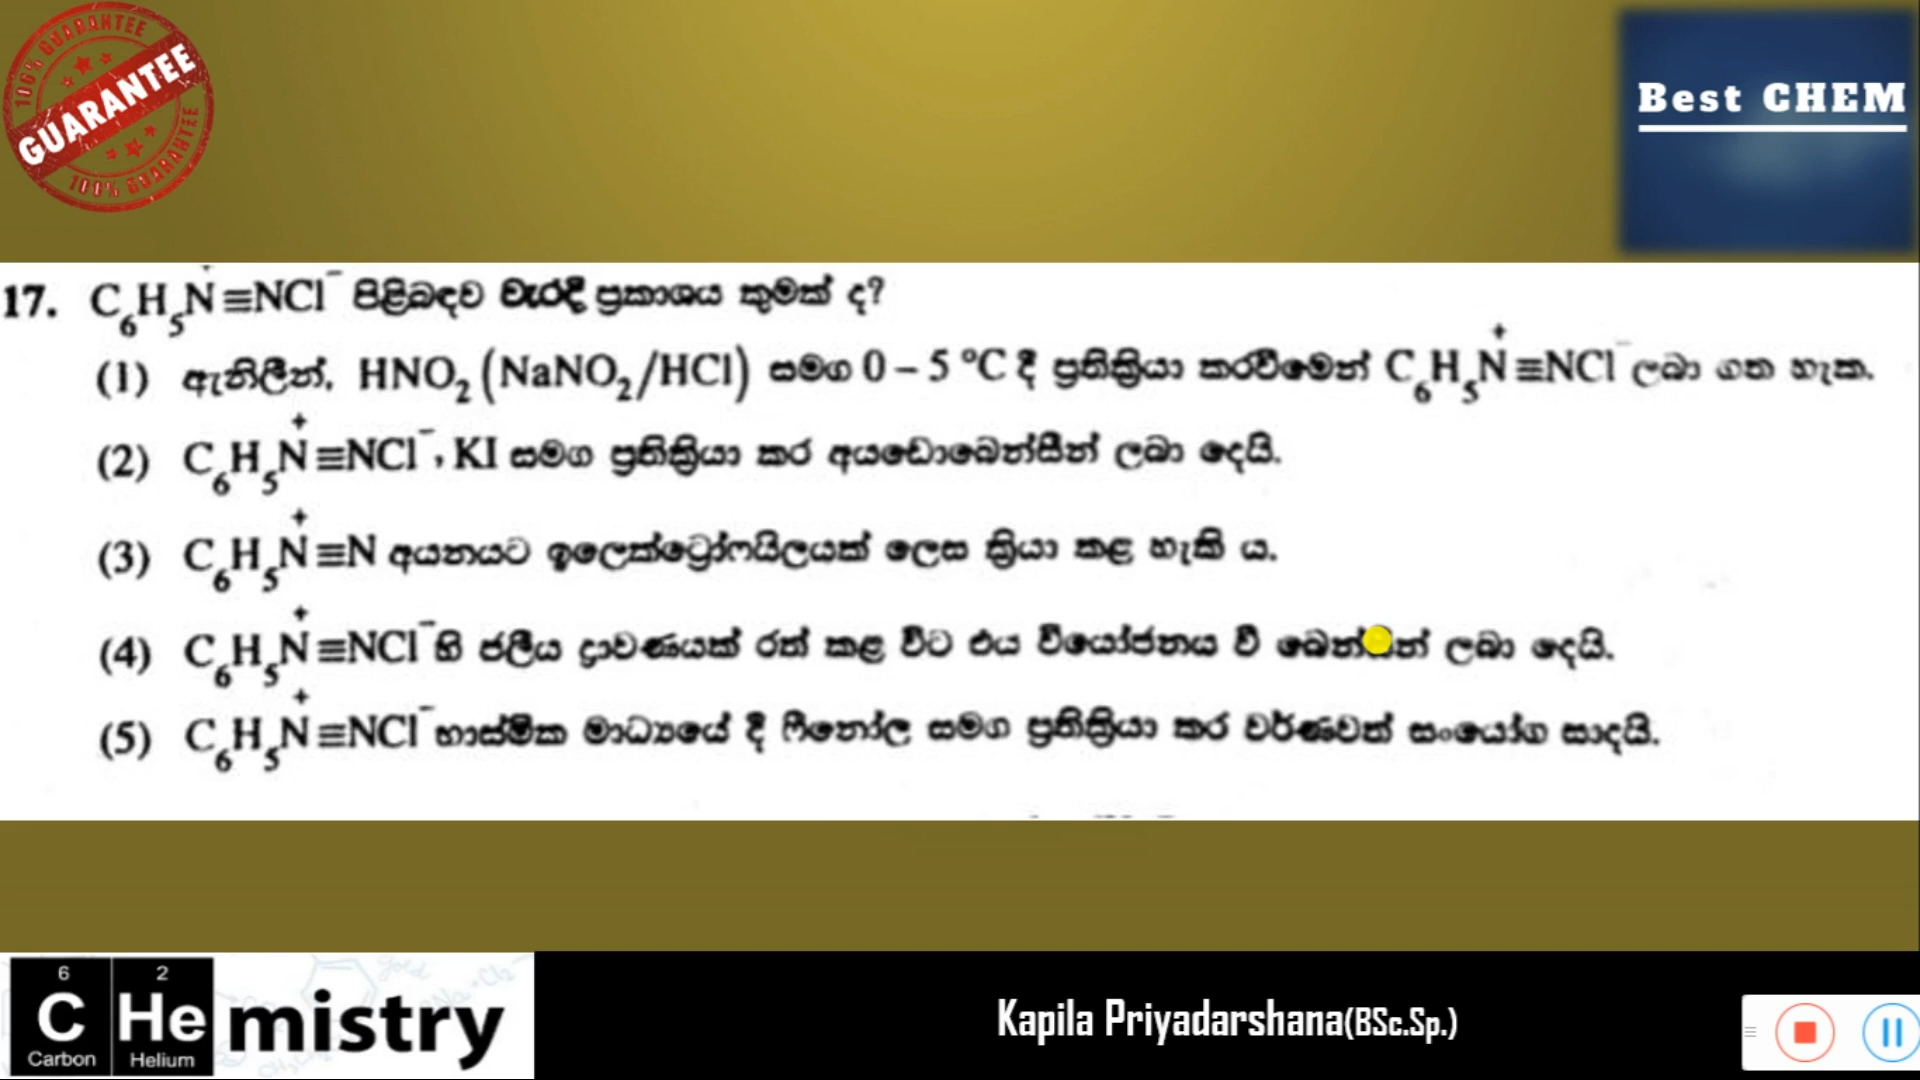 100% GUARANTEE
GUARANTEE
100% GUARANTEE
Best CHEM
17. C₆H₅N⁺≡NCl⁻ පිළිබඳව වැරදි ප්‍රකාශය කුමක් ද?
(1) ඇනිලීන්, HNO₂ (NaNO₂/HCl) සමග 0 – 5 °C දී ප්‍රතික්‍රියා කරවීමෙන් C₆H₅N⁺≡NCl⁻ ලබා ගත හැක.
(2) C₆H₅N⁺≡NCl⁻, KI සමග ප්‍රතික්‍රියා කර අයඩොබෙන්සීන් ලබා දෙයි.
(3) C₆H₅N⁺≡N අයනයට ඉලෙක්ට්‍රෝෆයිලයක් ලෙස ක්‍රියා කළ හැකි ය.
(4) C₆H₅N⁺≡NCl⁻ හි ජලීය ද්‍රාවණයක් රත් කළ විට එය වියෝජනය වී බෙන්සීන් ලබා දෙයි.
(5) C₆H₅N⁺≡NCl⁻ භාස්මික මාධ්‍යයේ දී ෆීනෝල සමග ප්‍රතික්‍රියා කර වර්ණවත් සංයෝග සාදයි.
6 2
C He mistry
Carbon Helium
Kapila Priyadarshana(BSc.Sp.)